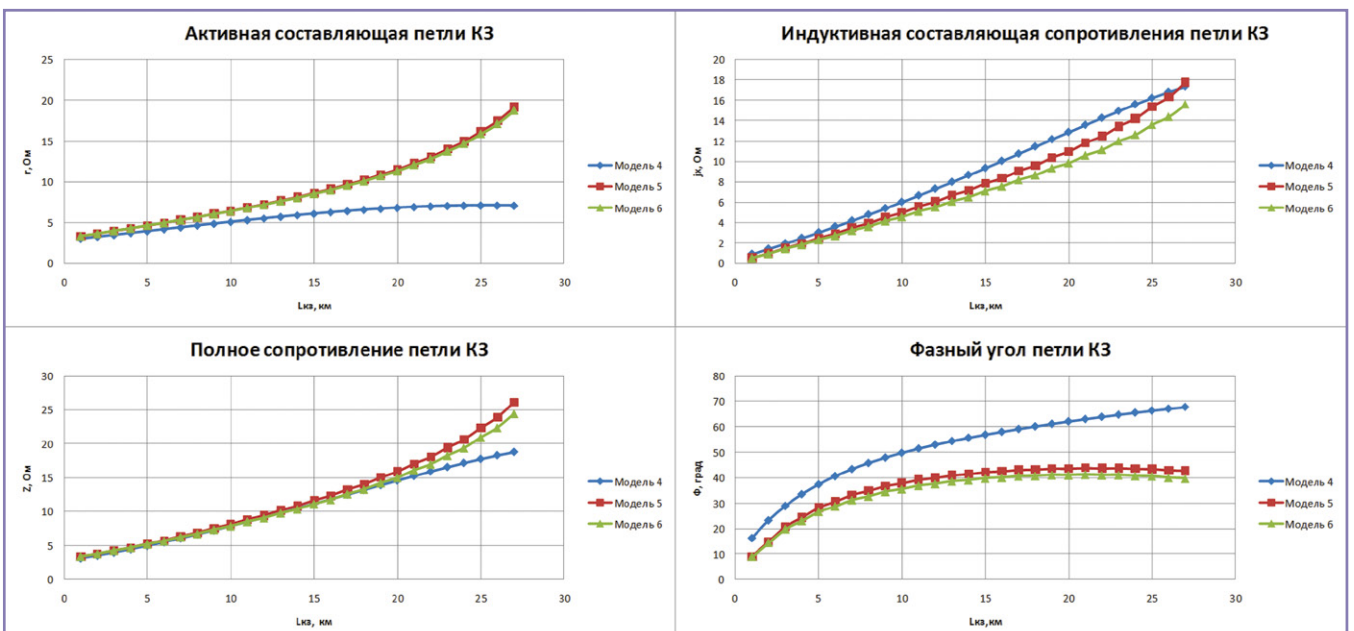 Активная составляющая петли КЗ
25
20
15
10
5
0
r, Ом
0 5 10 15 20 25 30
Lкз, км
Модель 4
Модель 5
Модель 6
Индуктивная составляющая сопротивления петли КЗ
20
18
16
14
12
10
8
6
4
2
0
jx, Ом
0 5 10 15 20 25 30
Lкз, км
Модель 4
Модель 5
Модель 6
Полное сопротивление петли КЗ
30
25
20
15
10
5
0
Z, Ом
0 5 10 15 20 25 30
Lкз, км
Модель 4
Модель 5
Модель 6
Фазный угол петли КЗ
80
70
60
50
40
30
20
10
0
Ф, град
0 5 10 15 20 25 30
Lкз, км
Модель 4
Модель 5
Модель 6